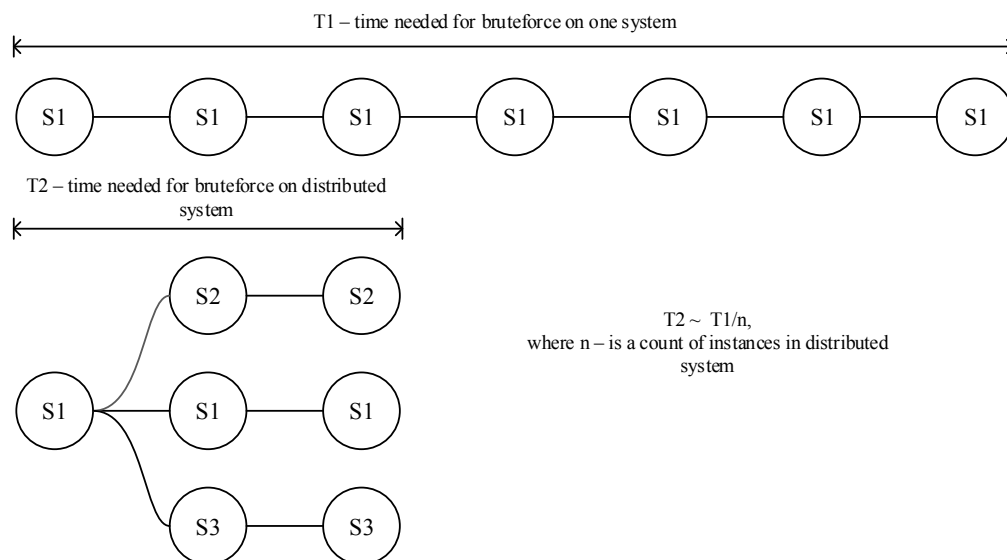 T1 – time needed for bruteforce on one system
S1 S1 S1 S1 S1 S1 S1
T2 – time needed for bruteforce on distributed
system
S2 S2
T2 ~ T1/n,
where n – is a count of instances in distributed
system
S1 S1 S1
S3 S3